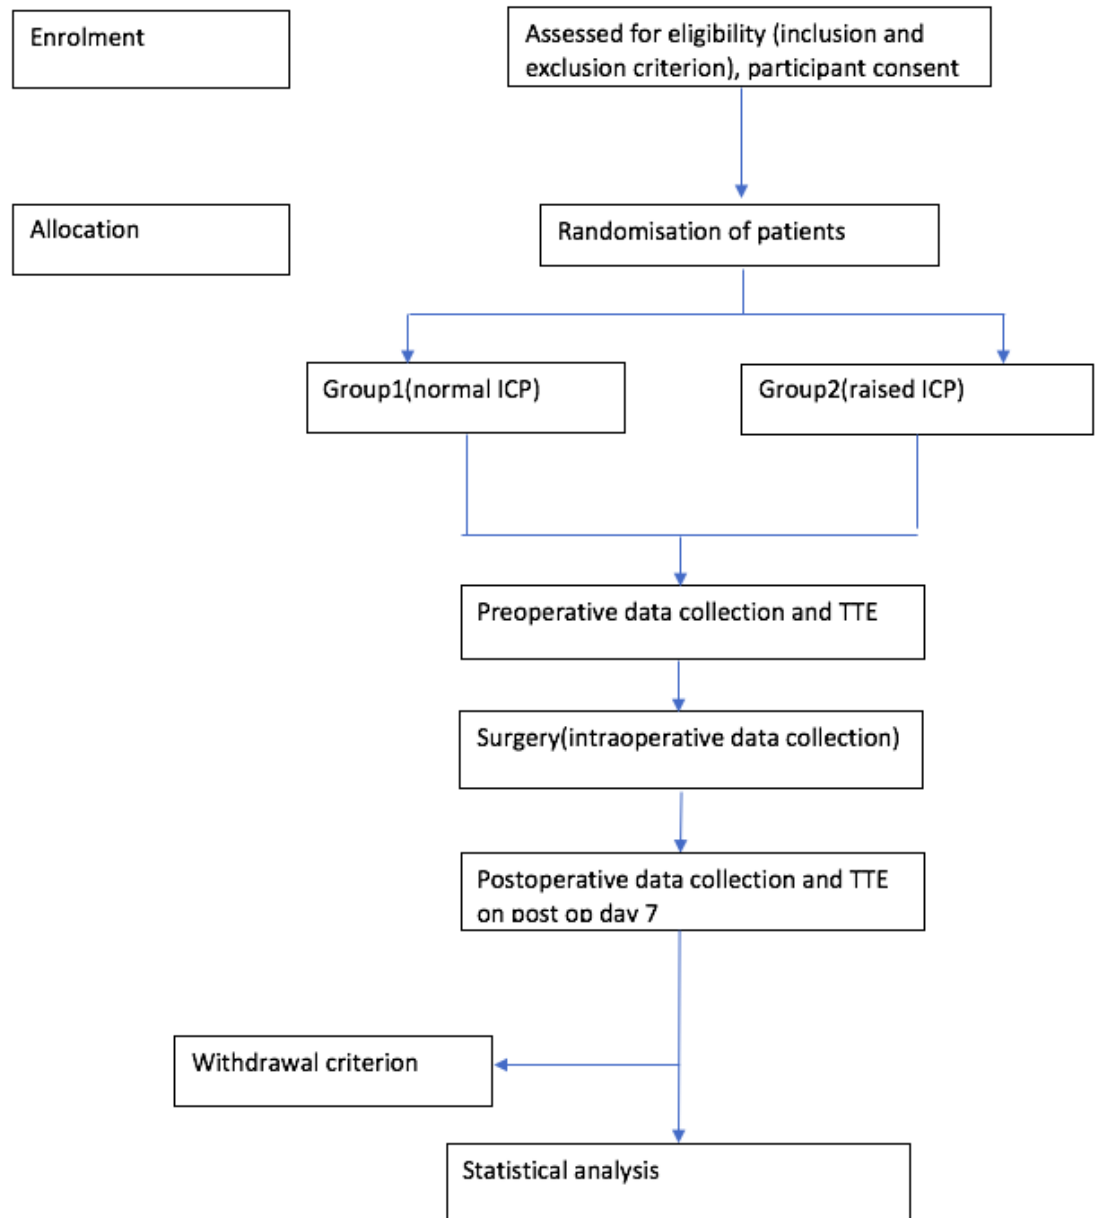 Enrolment
Assessed for eligibility (inclusion and
exclusion criterion), participant consent
Allocation
Randomisation of patients
Group1(normal ICP)
Group2(raised ICP)
Preoperative data collection and TTE
Surgery(intraoperative data collection)
Postoperative data collection and TTE
on post op day 7
Withdrawal criterion
Statistical analysis